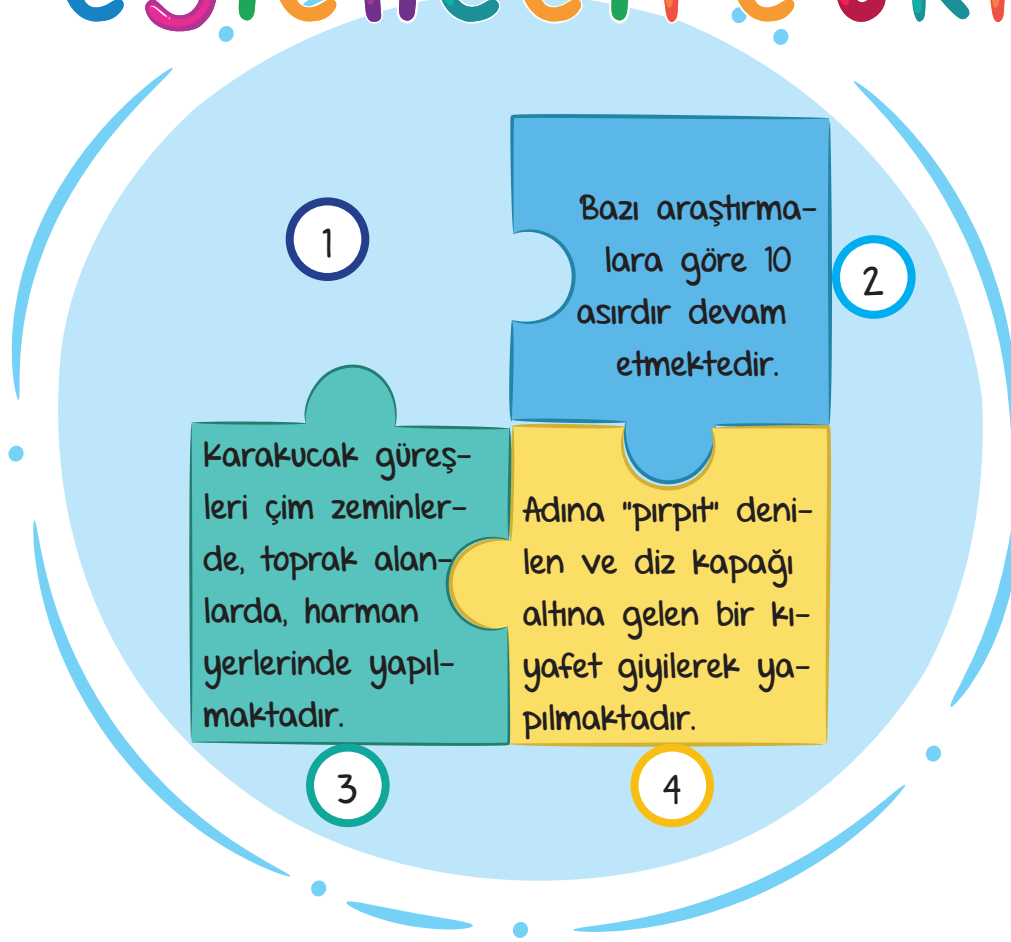 1
Bazı araştırma-
lara göre 10
asırdır devam
etmektedir.
2
Karakucak güreş-
leri çim zeminler-
de, toprak alan-
larda, harman
yerlerinde yapıl-
maktadır.
3
Adına "pırpıt" deni-
len ve diz kapağı
altına gelen bir kı-
yafet giyilerek ya-
pılmaktadır.
4